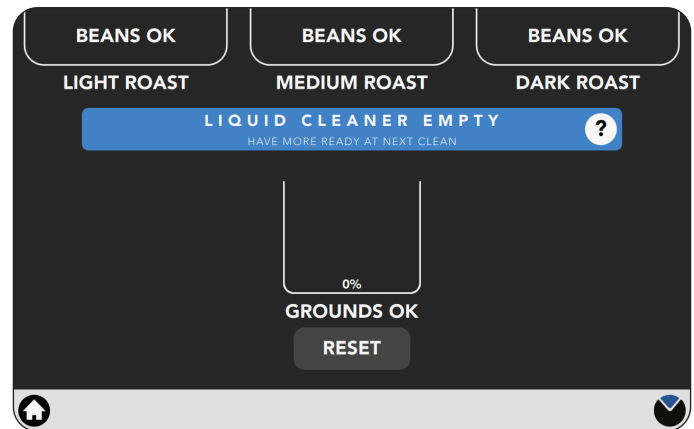 BEANS OK BEANS OK BEANS OK
LIGHT ROAST MEDIUM ROAST DARK ROAST
LIQUID CLEANER EMPTY
?
HAVE MORE READY AT NEXT CLEAN
0%
GROUNDS OK
RESET